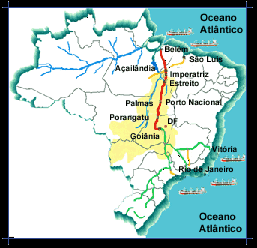 Oceano
Atlântico
Belém
São Luis
Açailândia
Imperatriz
Estreito
Palmas
Porto Nacional
Porangatu
DF
Goiânia
Vitória
Rio de Janeiro
Oceano
Atlântico